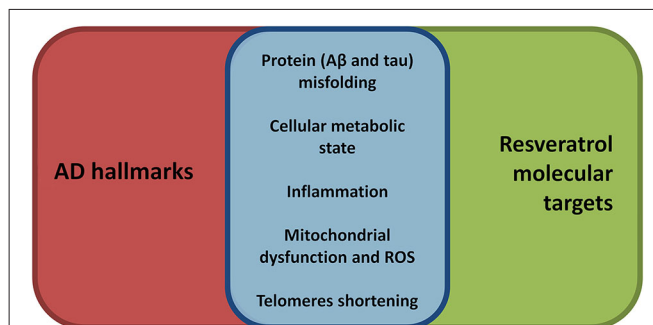 AD hallmarks
Protein (Aβ and tau)
misfolding
Cellular metabolic
state
Inflammation
Mitochondrial
dysfunction and ROS
Telomeres shortening
Resveratrol
molecular
targets